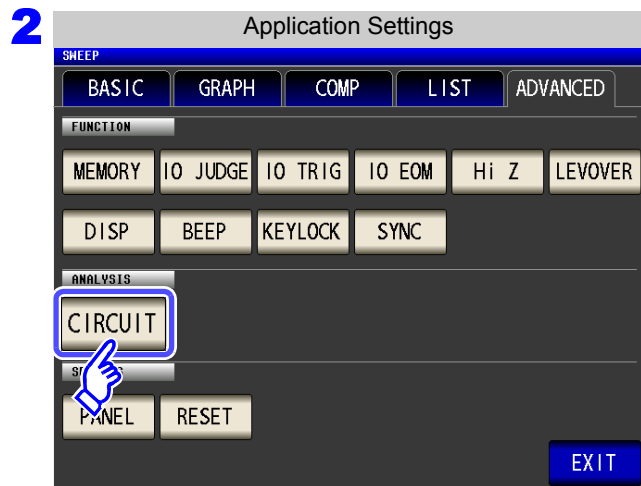 2
Application Settings
SWEEP
BASIC GRAPH COMP LIST ADVANCED
FUNCTION
MEMORY IO JUDGE IO TRIG IO EOM Hi Z LEVOVER
DISP BEEP KEYLOCK SYNC
ANALYSIS
CIRCUIT
PANEL RESET
EXIT